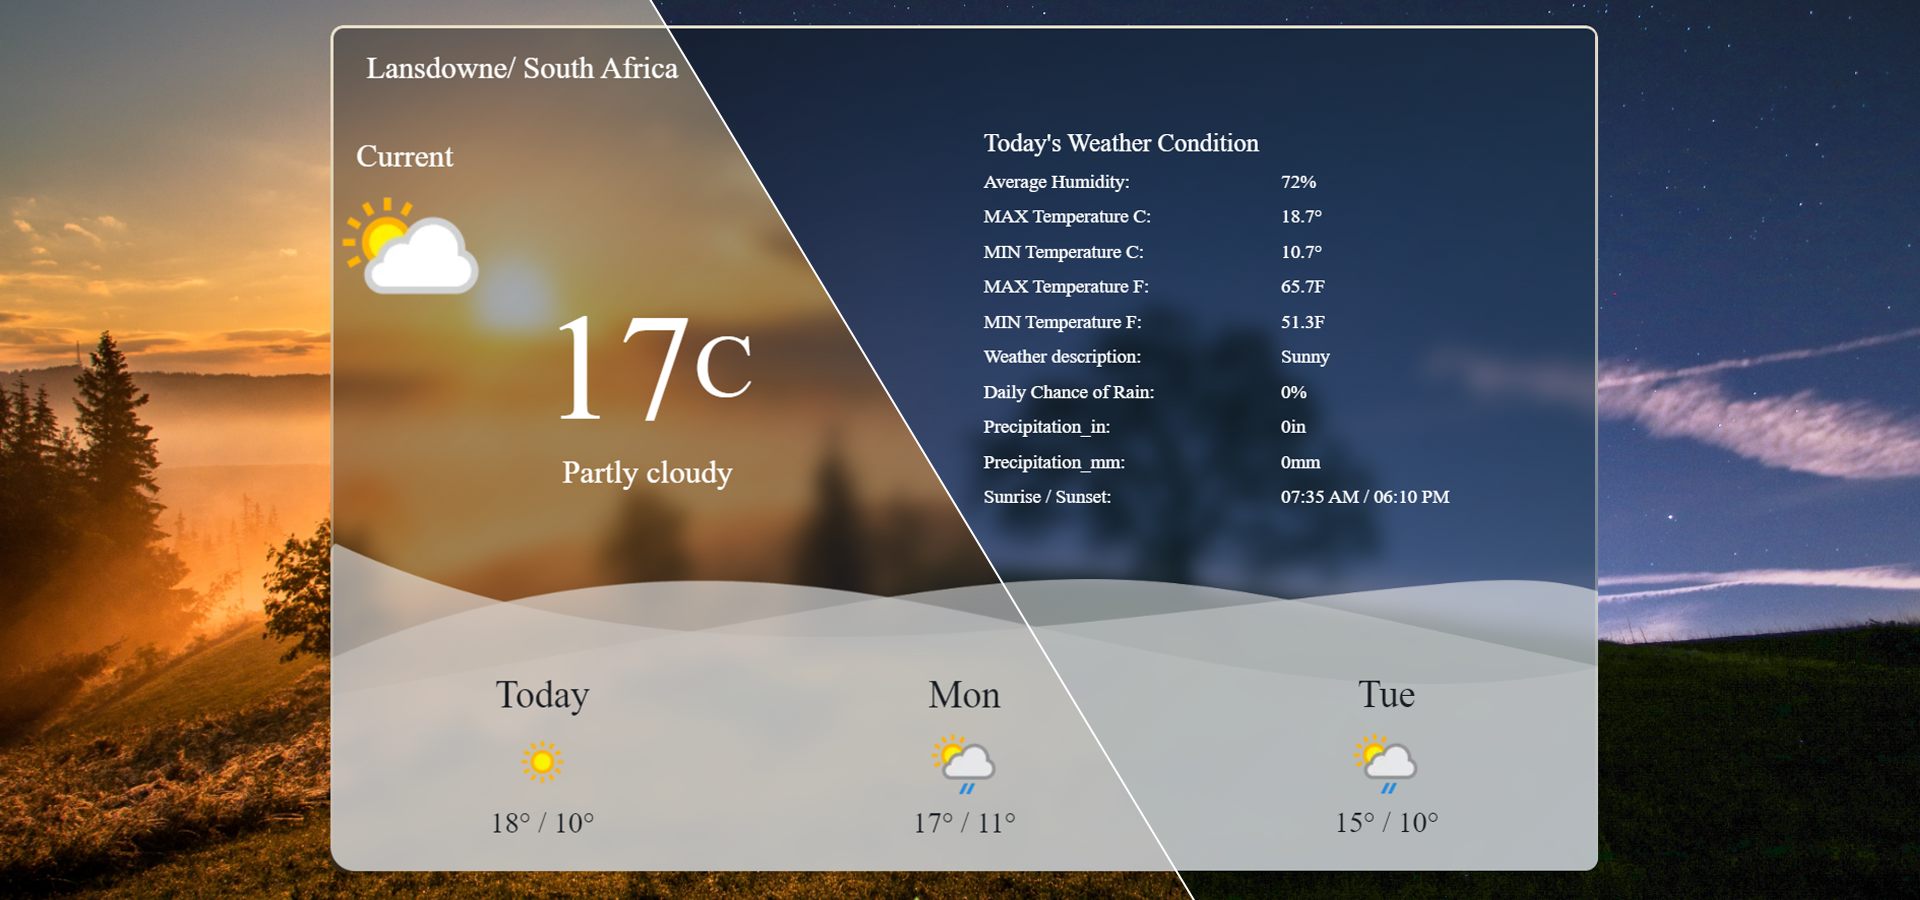 Lansdowne/ South Africa
Current
17C
Partly cloudy
Today's Weather Condition
Average Humidity: 72%
MAX Temperature C: 18.7°
MIN Temperature C: 10.7°
MAX Temperature F: 65.7F
MIN Temperature F: 51.3F
Weather description: Sunny
Daily Chance of Rain: 0%
Precipitation_in: 0in
Precipitation_mm: 0mm
Sunrise / Sunset: 07:35 AM / 06:10 PM
Today Mon Tue
18° / 10° 17° / 11° 15° / 10°